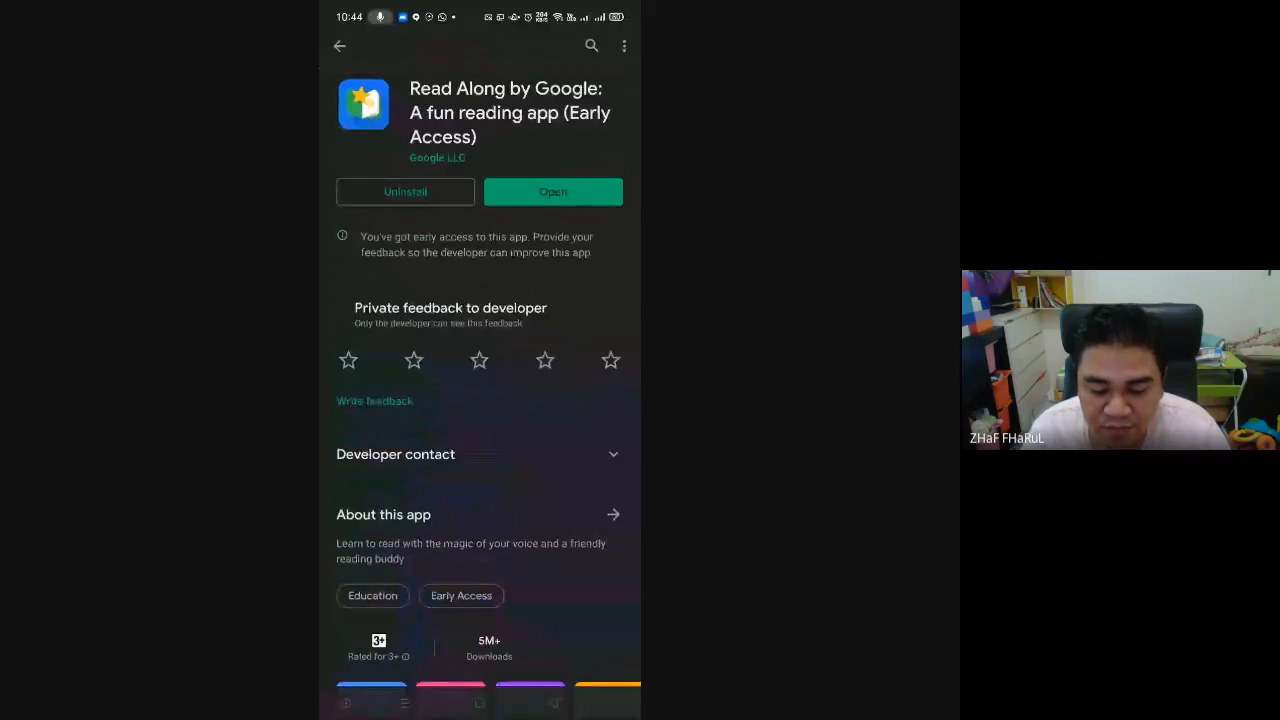 10:44
Read Along by Google:
A fun reading app (Early
Access)
Google LLC
Uninstall
Open
You've got early access to this app. Provide your
feedback so the developer can improve this app
Private feedback to developer
Only the developer can see this feedback
Write feedback
Developer contact
About this app
Learn to read with the magic of your voice and a friendly
reading buddy
Education
Early Access
3+
5M+
Rated for 3+
Downloads
ZHaF FHaRuL